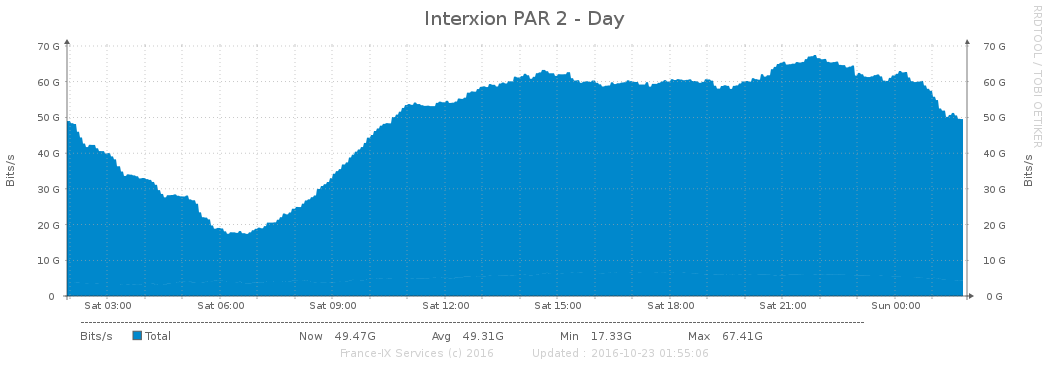 Interxion PAR 2 - Day
RRDTOOL / TOBI OETIKER
70 G 70 G
60 G 60 G
50 G 50 G
40 G 40 G
30 G 30 G
20 G 20 G
10 G 10 G
0 0 G
Bits/s
Bits/s
Sat 03:00 Sat 06:00 Sat 09:00 Sat 12:00 Sat 15:00 Sat 18:00 Sat 21:00 Sun 00:00
Bits/s Total Now 49.47G Avg 49.31G Min 17.33G Max 67.41G
France-IX Services (c) 2016 Updated : 2016-10-23 01:55:06